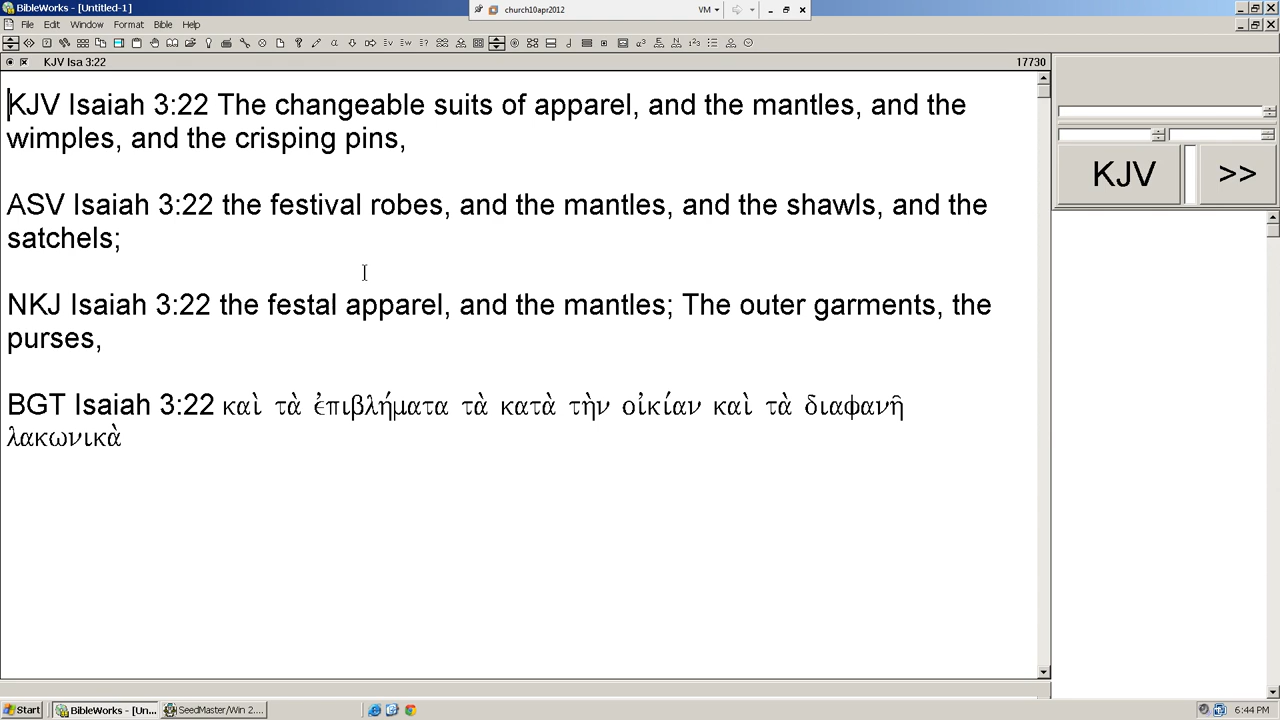 BibleWorks - [Untitled-1]
church10apr2012
VM
File Edit Window Format Bible Help
KJV Isa 3:22
17730
KJV Isaiah 3:22 The changeable suits of apparel, and the mantles, and the
wimples, and the crisping pins,
ASV Isaiah 3:22 the festival robes, and the mantles, and the shawls, and the
satchels;
NKJ Isaiah 3:22 the festal apparel, and the mantles; The outer garments, the
purses,
BGT Isaiah 3:22 καὶ τὰ ἐπιβλήματα τὰ κατὰ τὴν οἰκίαν καὶ τὰ διαφανῆ
λακωνικὰ
KJV
>>
Start
BibleWorks - [Un...
SeedMaster/Win 2....
6:44 PM